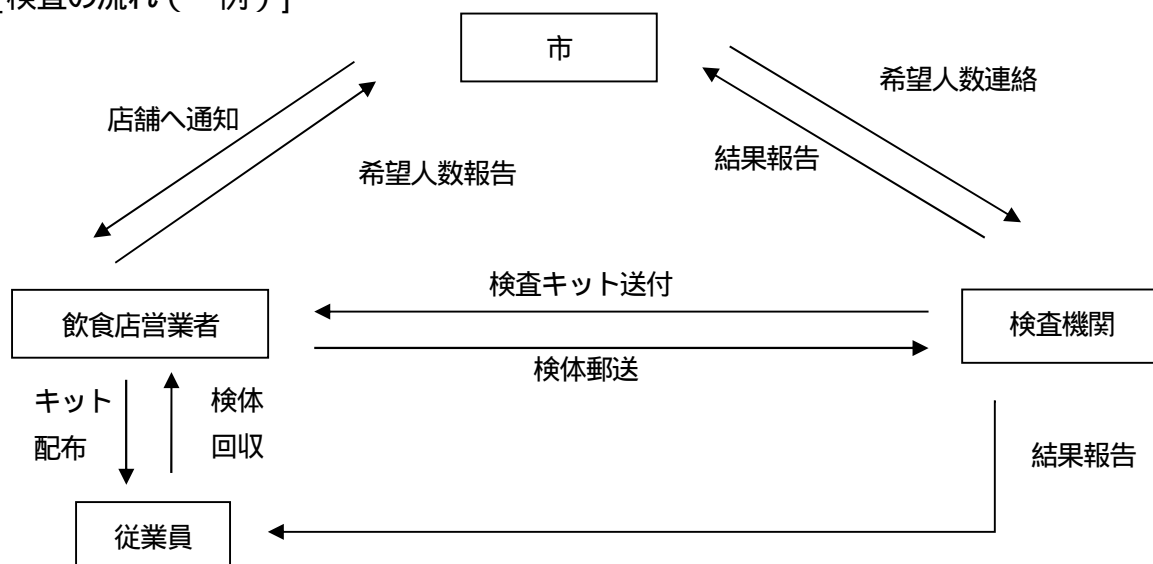 [検査の流れ(一例)]
市
希望人数連絡
店舗へ通知
結果報告
希望人数報告
検査キット送付
飲食店営業者
検査機関
検体郵送
キット
配布
検体
回収
結果報告
従業員